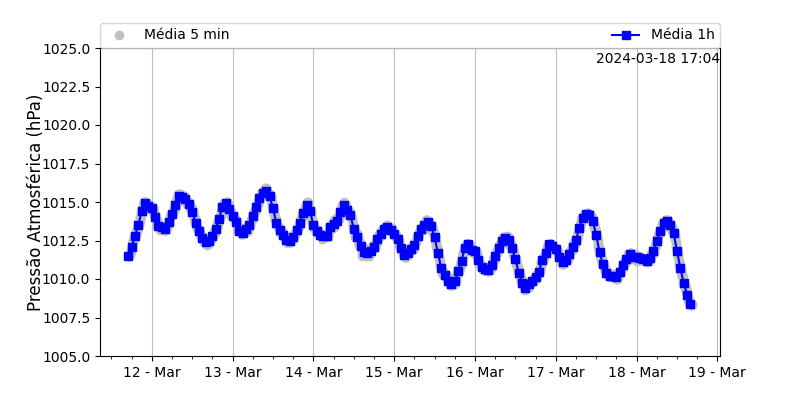 Média 5 min
Média 1h
2024-03-18 17:04
Pressão Atmosférica (hPa)
1025.0
1022.5
1020.0
1017.5
1015.0
1012.5
1010.0
1007.5
1005.0
12 - Mar
13 - Mar
14 - Mar
15 - Mar
16 - Mar
17 - Mar
18 - Mar
19 - Mar